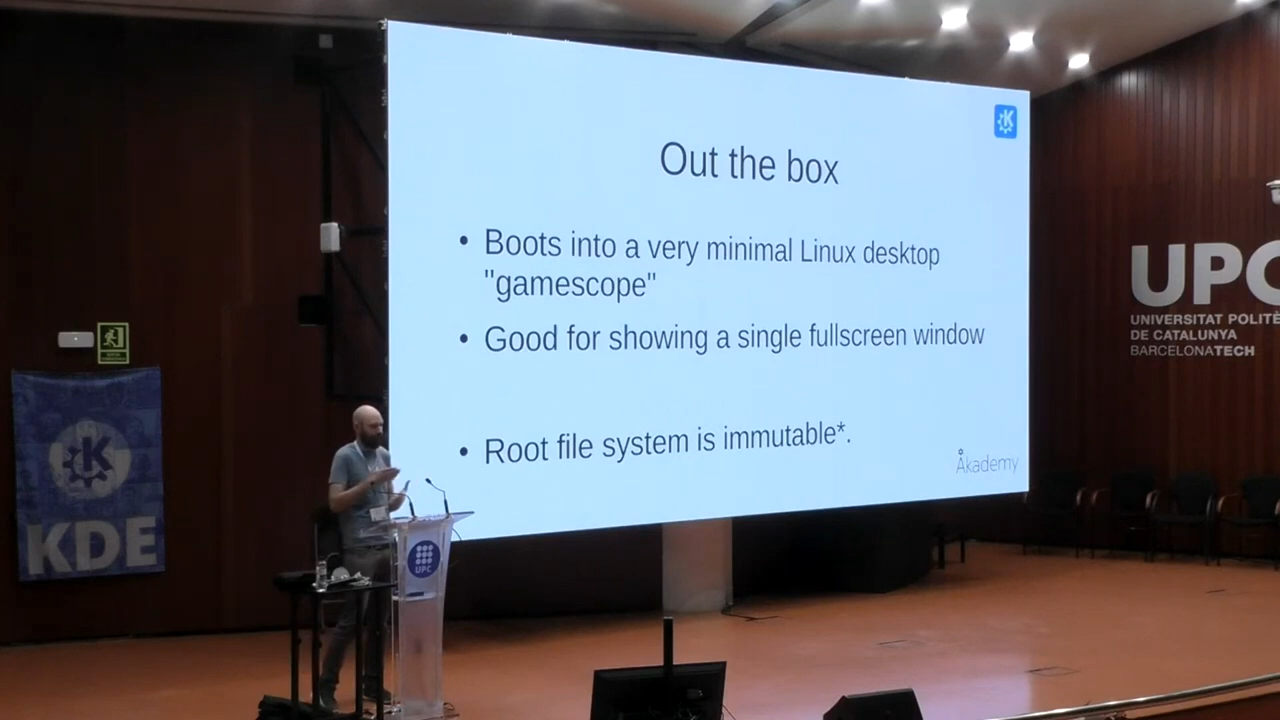 Out the box
• Boots into a very minimal Linux desktop
"gamescope"
• Good for showing a single fullscreen window
• Root file system is immutable*.
Akademy
UPC
UNIVERSITAT POLITÈ
DE CATALUNYA
BARCELONATECH
KDE
UPC